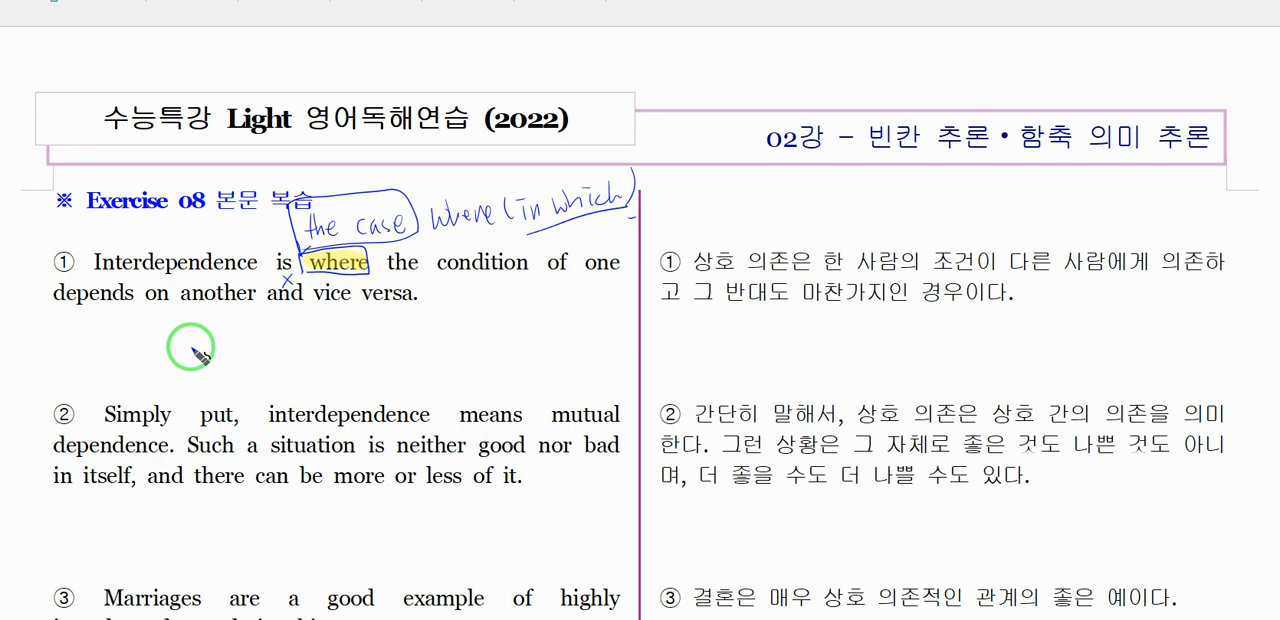 수능특강 Light 영어독해연습 (2022)
02강 – 빈칸 추론·함축 의미 추론
※ Exercise 08 본문 복습
the case where (in which)
① Interdependence is where the condition of one
depends on another and vice versa.
② Simply put, interdependence means mutual
dependence. Such a situation is neither good nor bad
in itself, and there can be more or less of it.
③ Marriages are a good example of highly
① 상호 의존은 한 사람의 조건이 다른 사람에게 의존하
고 그 반대도 마찬가지인 경우이다.
② 간단히 말해서, 상호 의존은 상호 간의 의존을 의미
한다. 그런 상황은 그 자체로 좋은 것도 나쁜 것도 아니
며, 더 좋을 수도 더 나쁠 수도 있다.
③ 결혼은 매우 상호 의존적인 관계의 좋은 예이다.